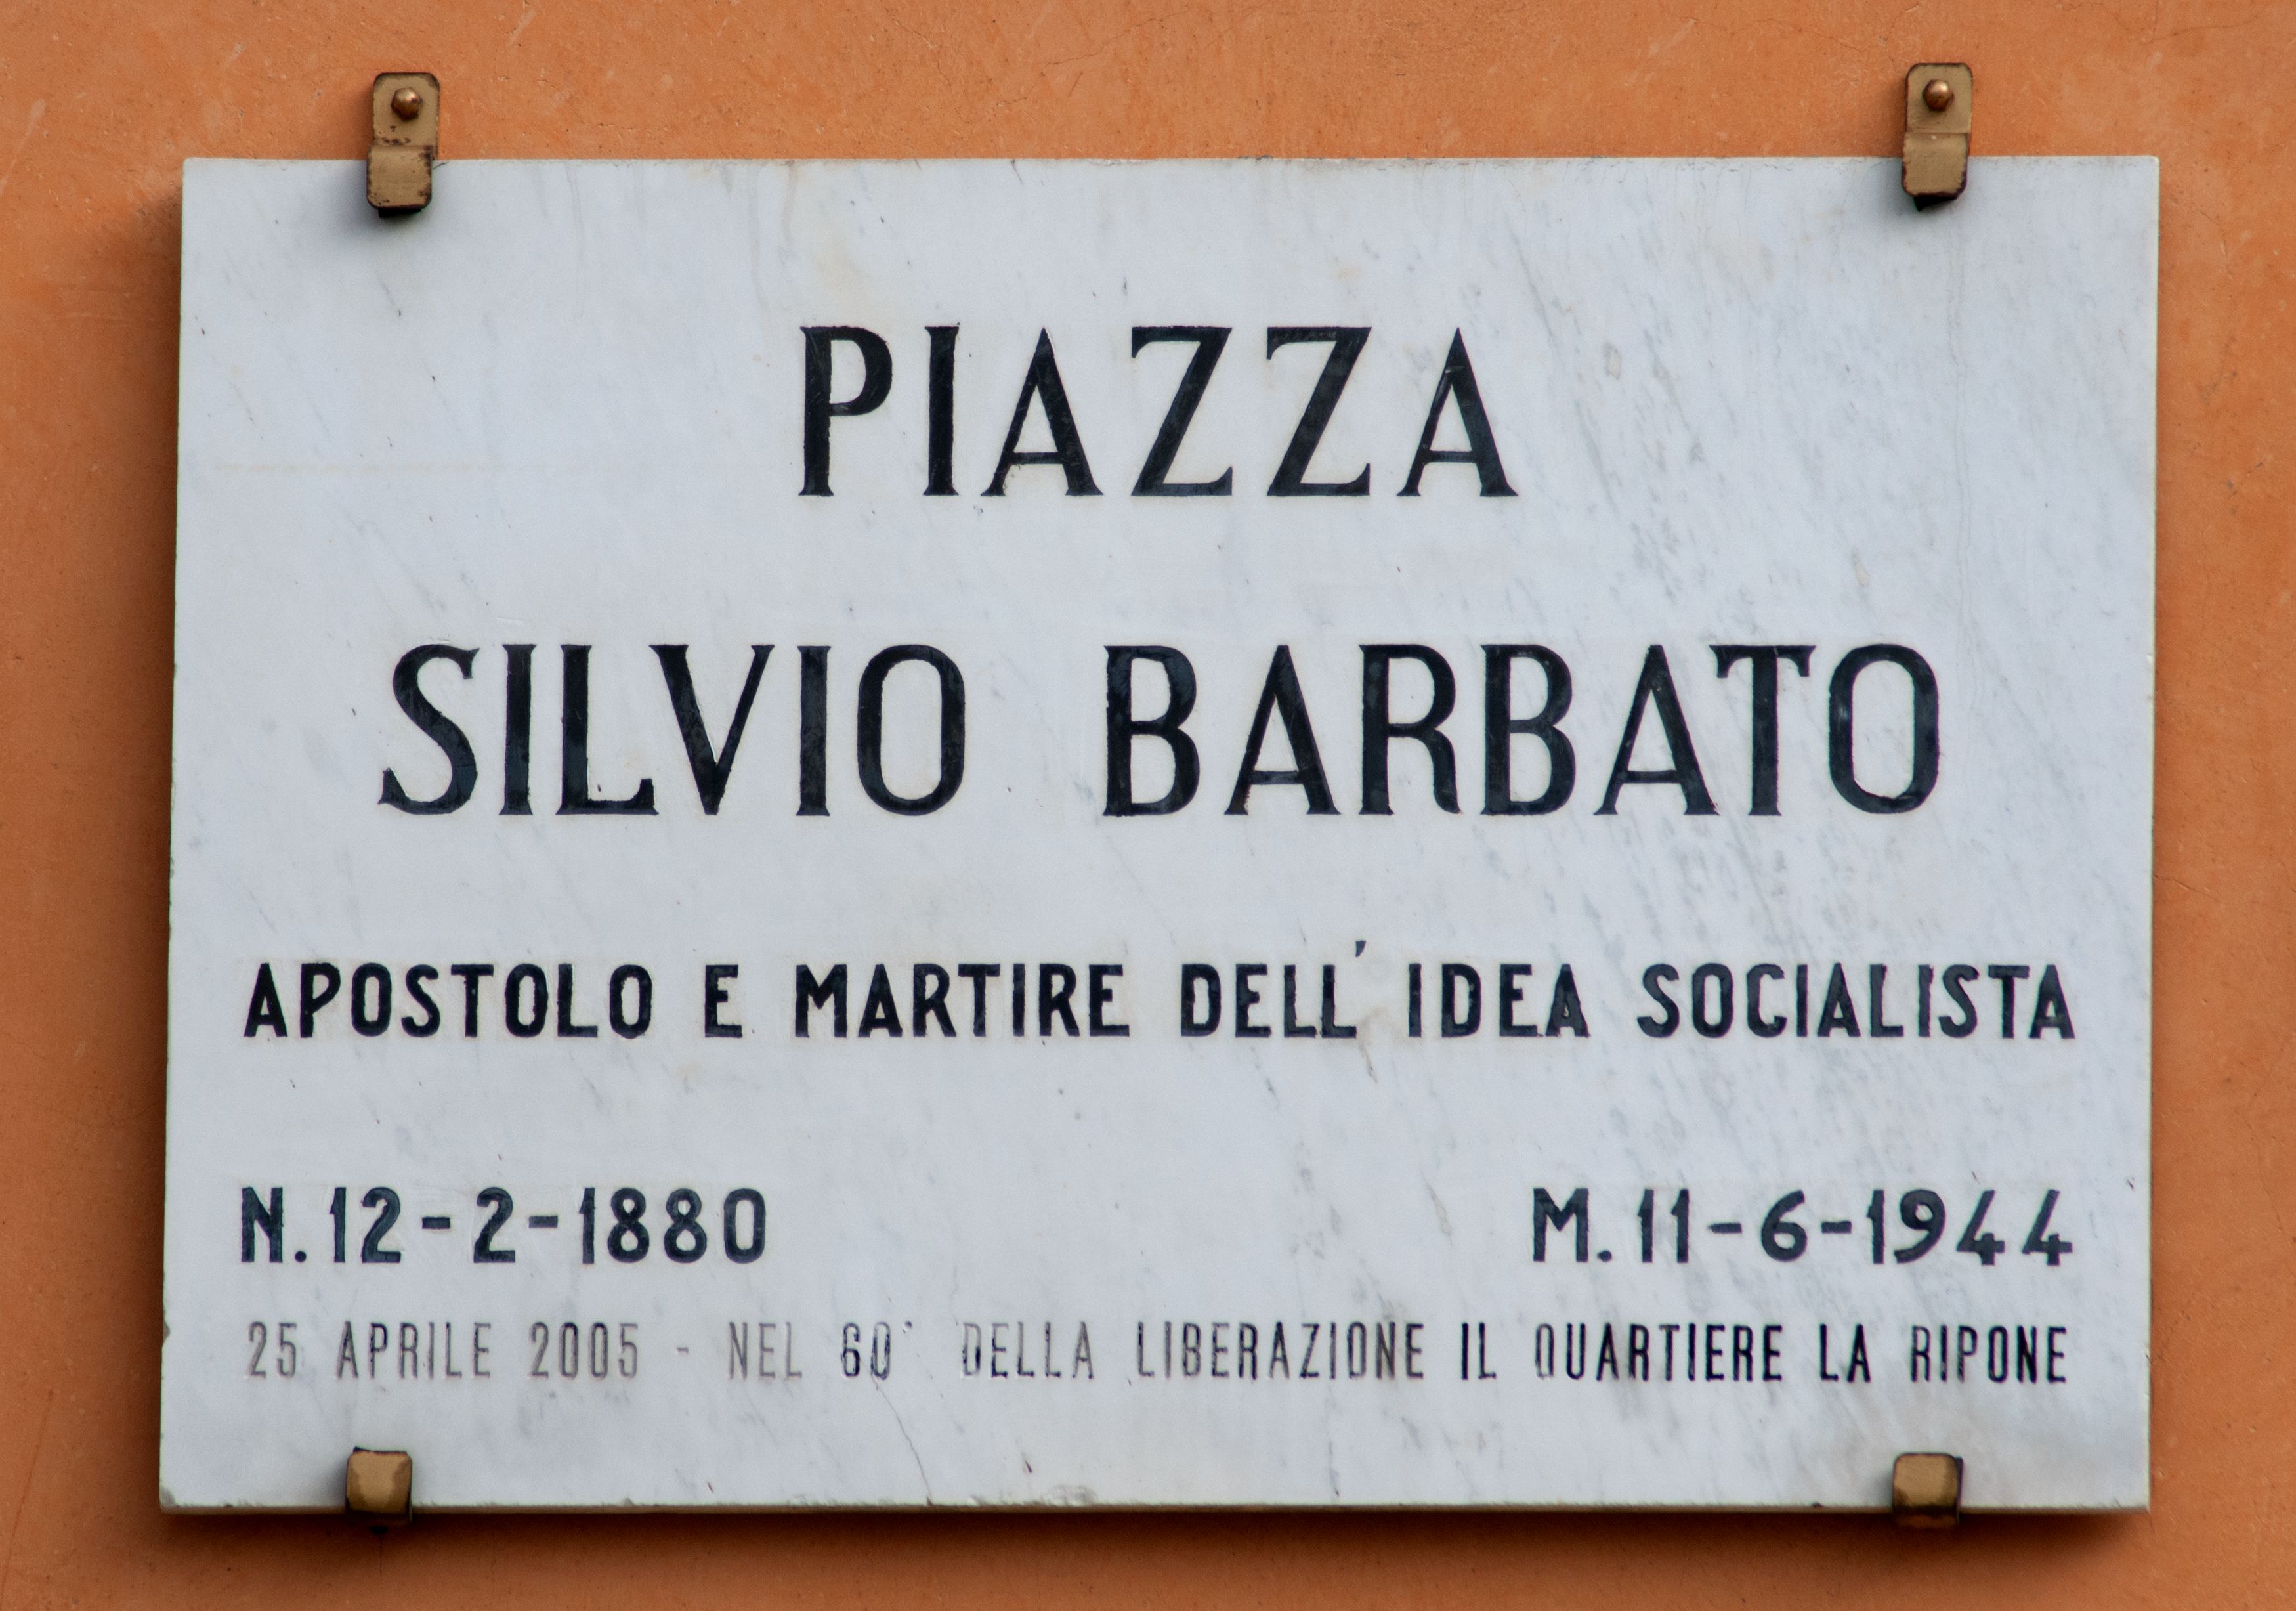 PIAZZA
SILVIO BARBATO
APOSTOLO E MARTIRE DELL' IDEA SOCIALISTA
N. 12-2-1880 M. 11-6-1944
25 APRILE 2005 - NEL 60° DELLA LIBERAZIONE IL QUARTIERE LA RIPONE